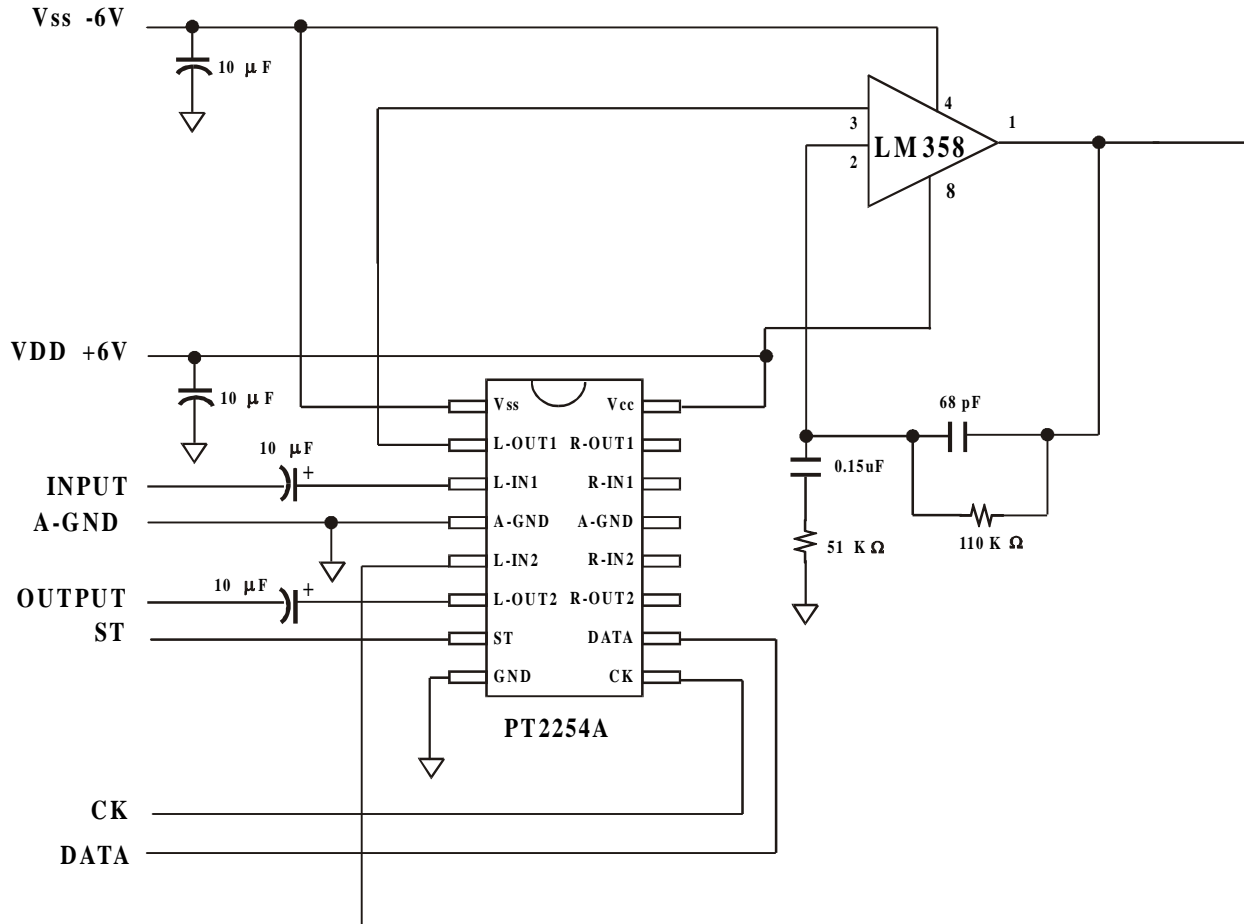 Vss -6V
10 µF
4
3
1
LM358
2
8
VDD +6V
10 µF
Vss Vcc
68 pF
L-OUT1 R-OUT1
10 µF
+
0.15uF
INPUT
L-IN1 R-IN1
A-GND
A-GND A-GND
51 KΩ
110 KΩ
L-IN2 R-IN2
10 µF
+
OUTPUT
L-OUT2 R-OUT2
ST
ST DATA
GND CK
PT2254A
CK
DATA